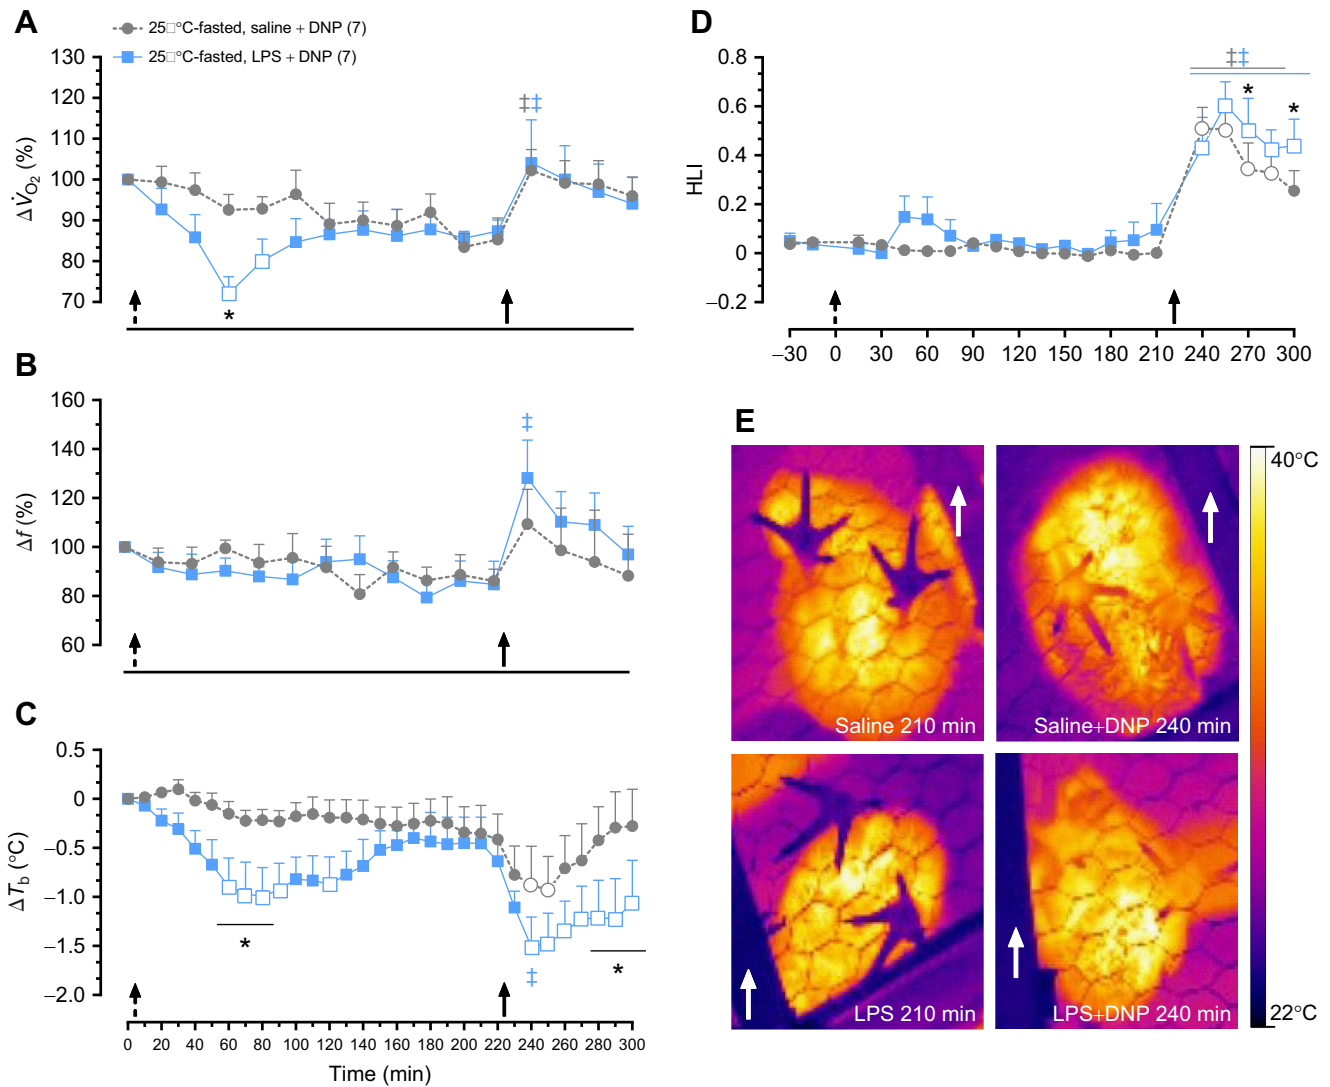 A
25□°C-fasted, saline + DNP (7)
25□°C-fasted, LPS + DNP (7)
130
120
110
100
90
80
70
ΔV̇O₂ (%)
‡‡
*
B
160
140
120
100
80
60
Δf (%)
‡
C
0.5
0
−0.5
−1.0
−1.5
−2.0
ΔTb (°C)
*
‡
*
0 20 40 60 80 100 120 140 160 180 200 220 240 260 280 300
Time (min)
D
0.8
0.6
0.4
0.2
0
−0.2
HLI
‡‡
*
*
−30 0 30 60 90 120 150 180 210 240 270 300
E
Saline 210 min
Saline+DNP 240 min
LPS 210 min
LPS+DNP 240 min
40°C
22°C